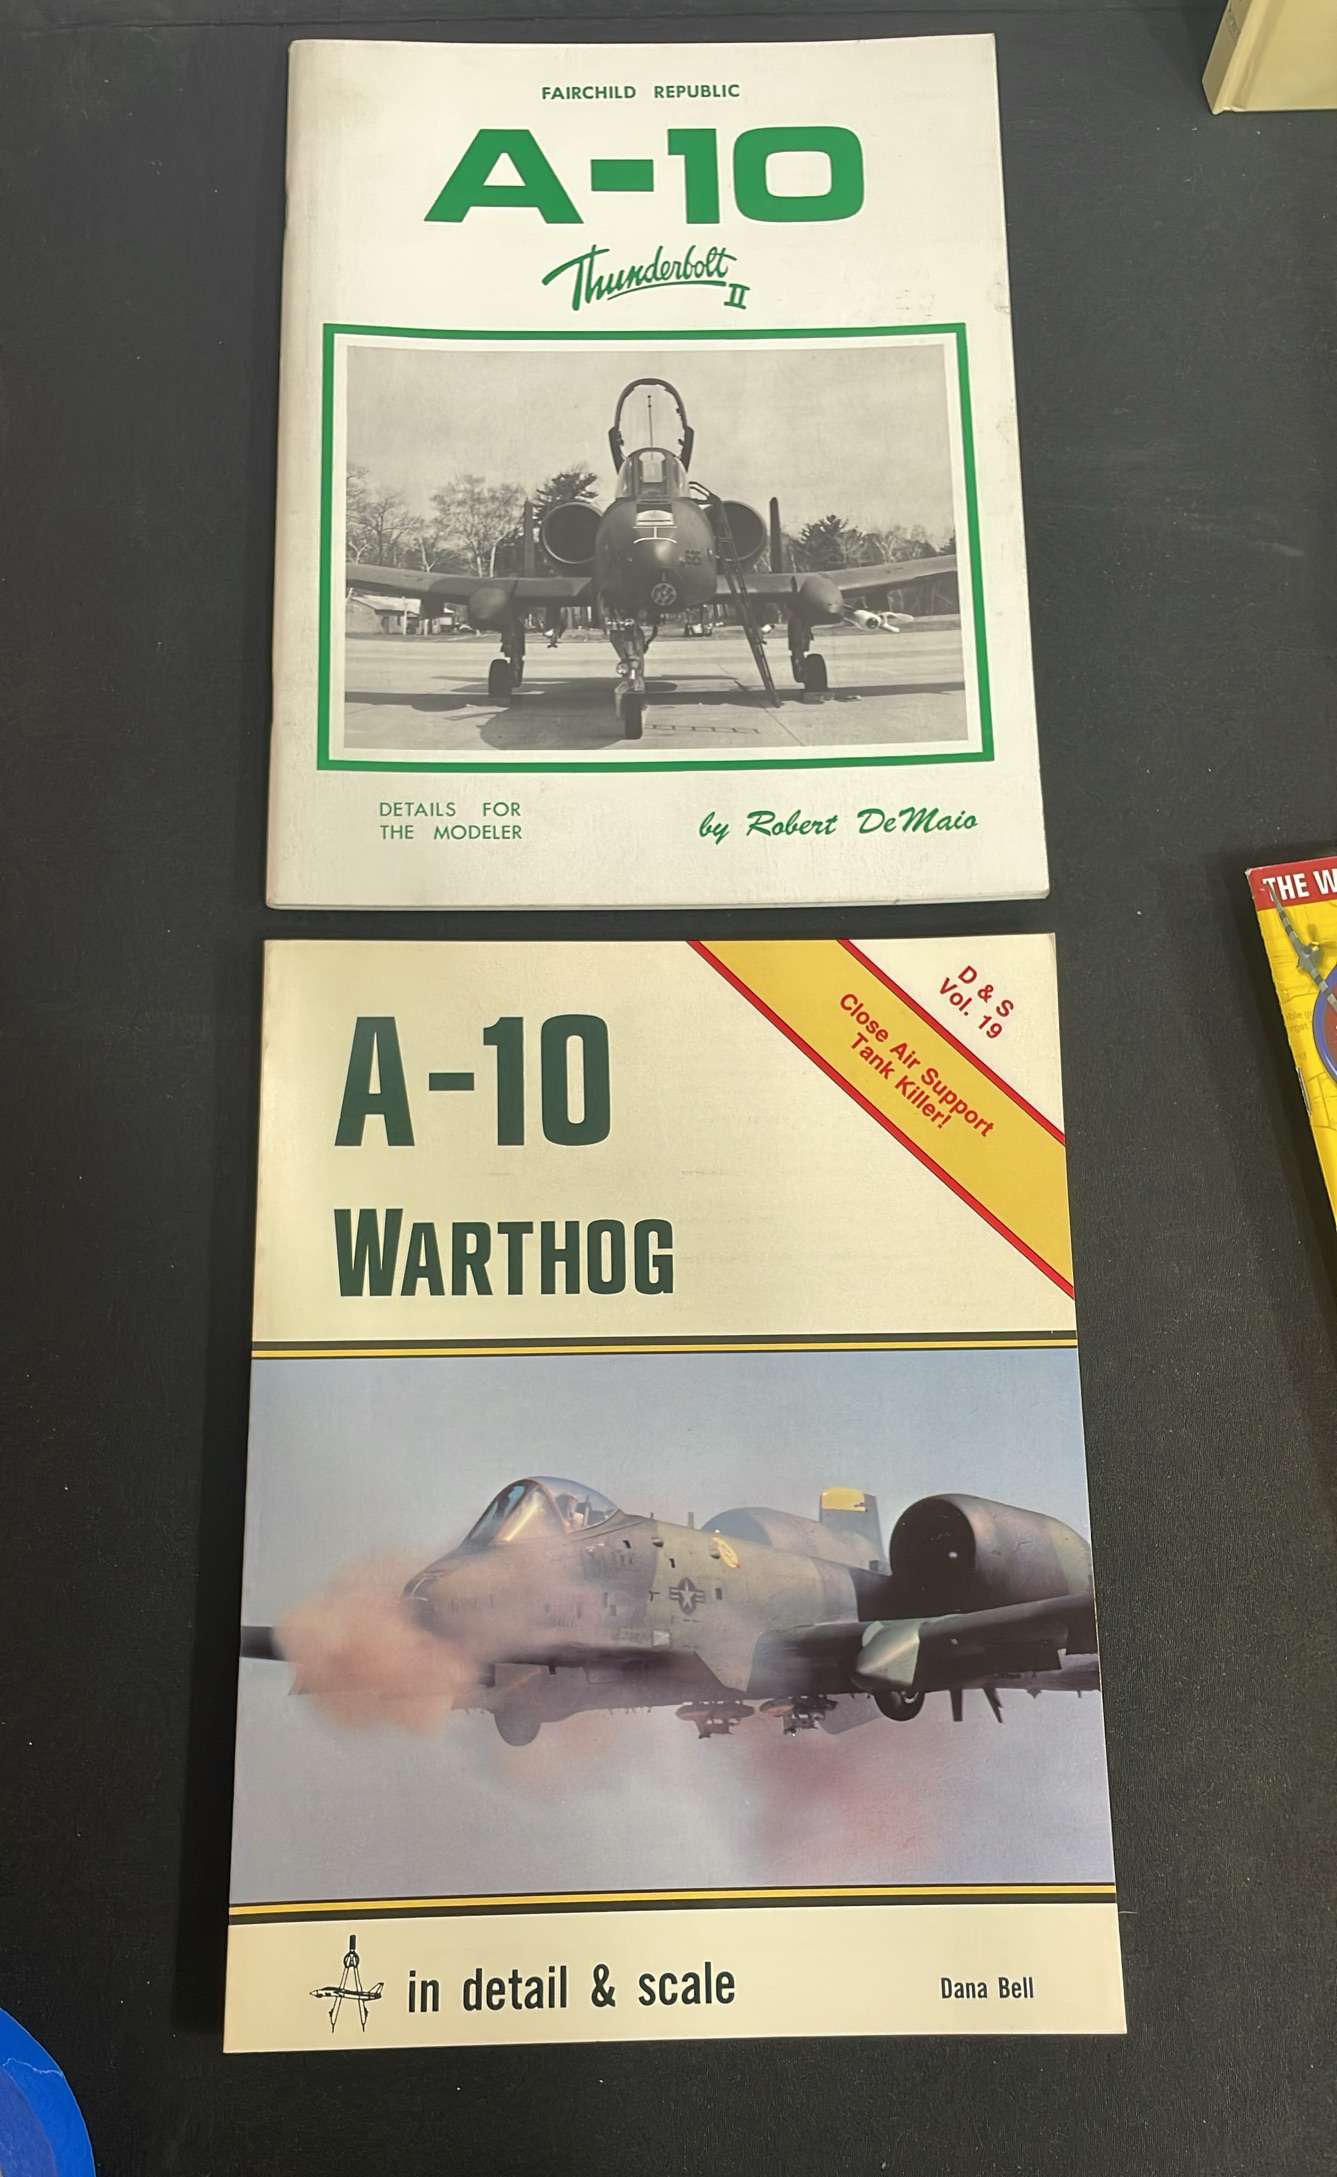 FAIRCHILD REPUBLIC
A-10
Thunderbolt
II
DETAILS FOR
THE MODELER
by Robert DeMaio
D & S
Vol. 19
Close Air Support
Tank Killer!
A-10
WARTHOG
in detail & scale
Dana Bell
THE W